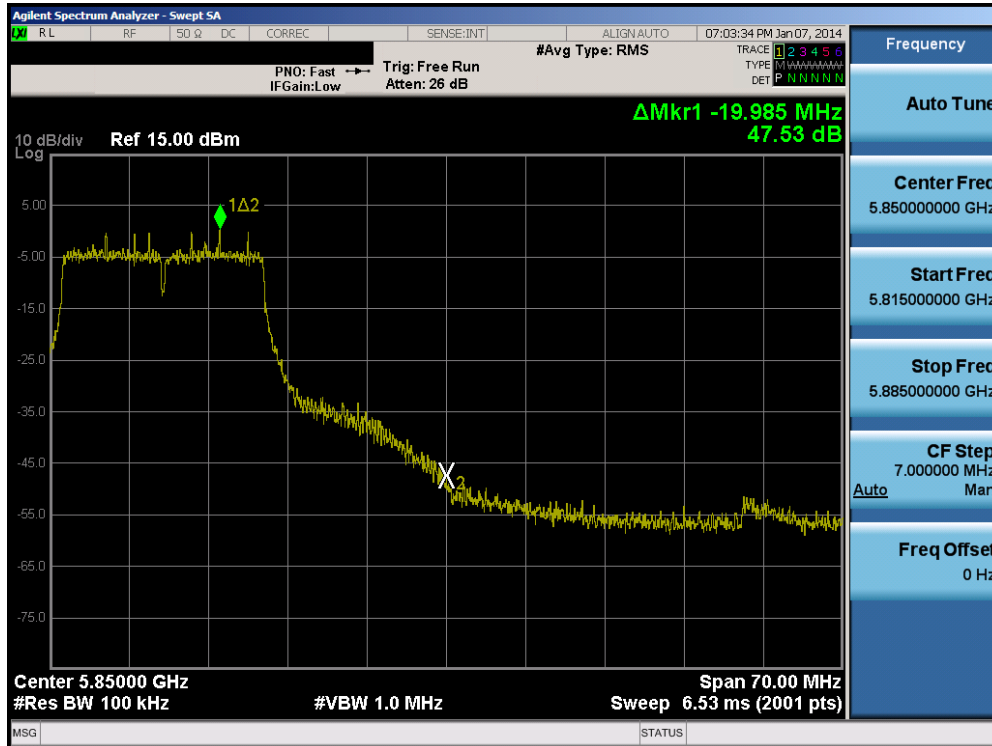 Agilent Spectrum Analyzer - Swept SA
LXI RL RF 50 Ω DC CORREC SENSE:INT ALIGN AUTO 07:03:34 PM Jan 07, 2014
#Avg Type: RMS
TRACE 1 2 3 4 5 6
PNO: Fast Trig: Free Run
TYPE M
IFGain:Low Atten: 26 dB
DET P N N N N N
Frequency
ΔMkr1 -19.985 MHz
47.53 dB
10 dB/div Ref 15.00 dBm
Log
1Δ2
5.00
-5.00
-15.0
-25.0
-35.0
-45.0
-55.0
-65.0
-75.0
Center 5.85000 GHz Span 70.00 MHz
#Res BW 100 kHz #VBW 1.0 MHz Sweep 6.53 ms (2001 pts)
Auto Tune
Center Freq
5.850000000 GHz
Start Freq
5.815000000 GHz
Stop Freq
5.885000000 GHz
CF Step
7.000000 MHz
Auto Man
Freq Offset
0 Hz
MSG STATUS